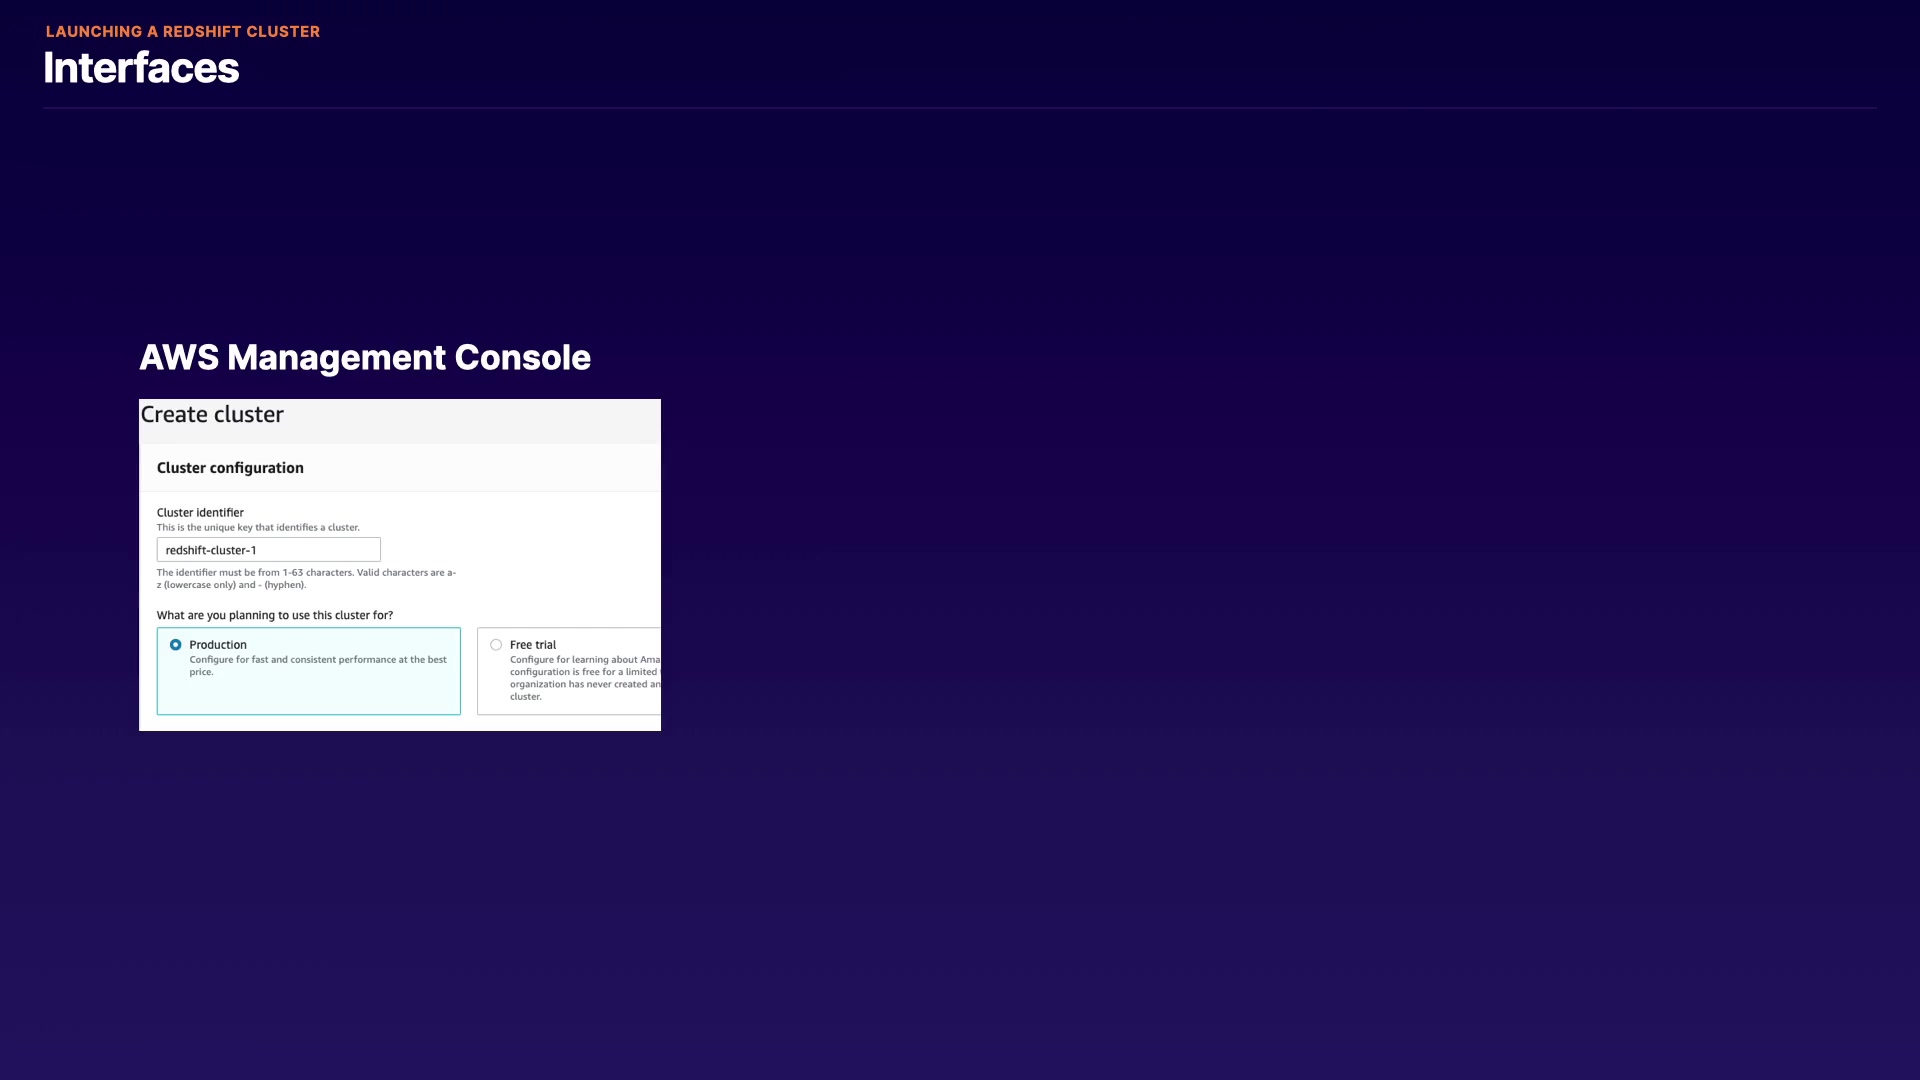 LAUNCHING A REDSHIFT CLUSTER
Interfaces
AWS Management Console
Create cluster
Cluster configuration
Cluster identifier
This is the unique key that identifies a cluster.
redshift-cluster-1
The identifier must be from 1-63 characters. Valid characters are a-
z (lowercase only) and - (hyphen).
What are you planning to use this cluster for?
Production
Configure for fast and consistent performance at the best
price.
Free trial
Configure for learning about Ama
configuration is free for a limited
organization has never created an
cluster.